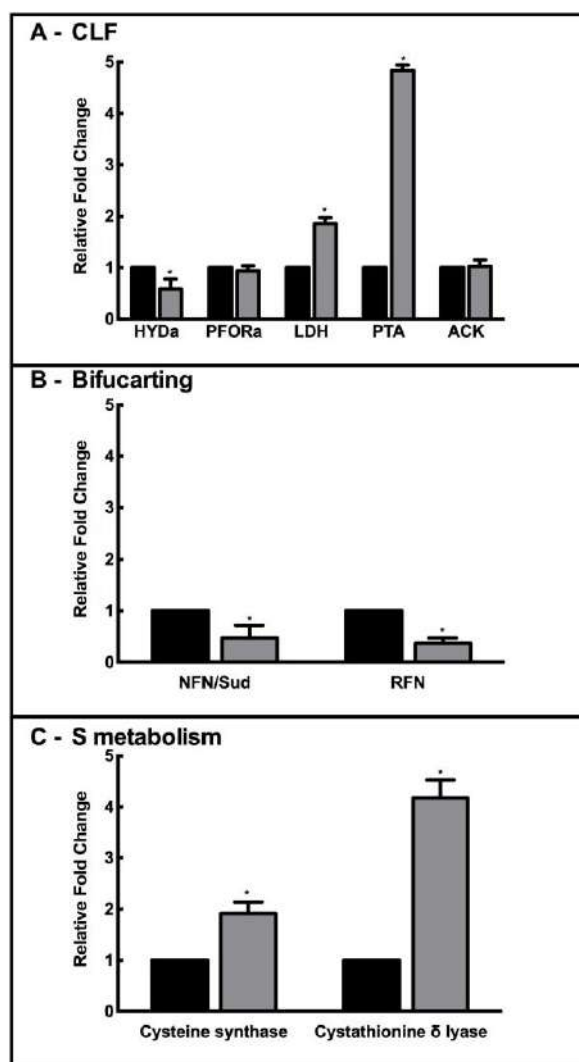 A - CLF
Relative Fold Change
5
4
3
2
1
0
*
*
*
HYDa PFORa LDH PTA ACK
B - Bifucarting
Relative Fold Change
5
4
3
2
1
0
*
*
NFN/Sud RFN
C - S metabolism
Relative Fold Change
5
4
3
2
1
0
*
*
Cysteine synthase Cystathionine δ lyase